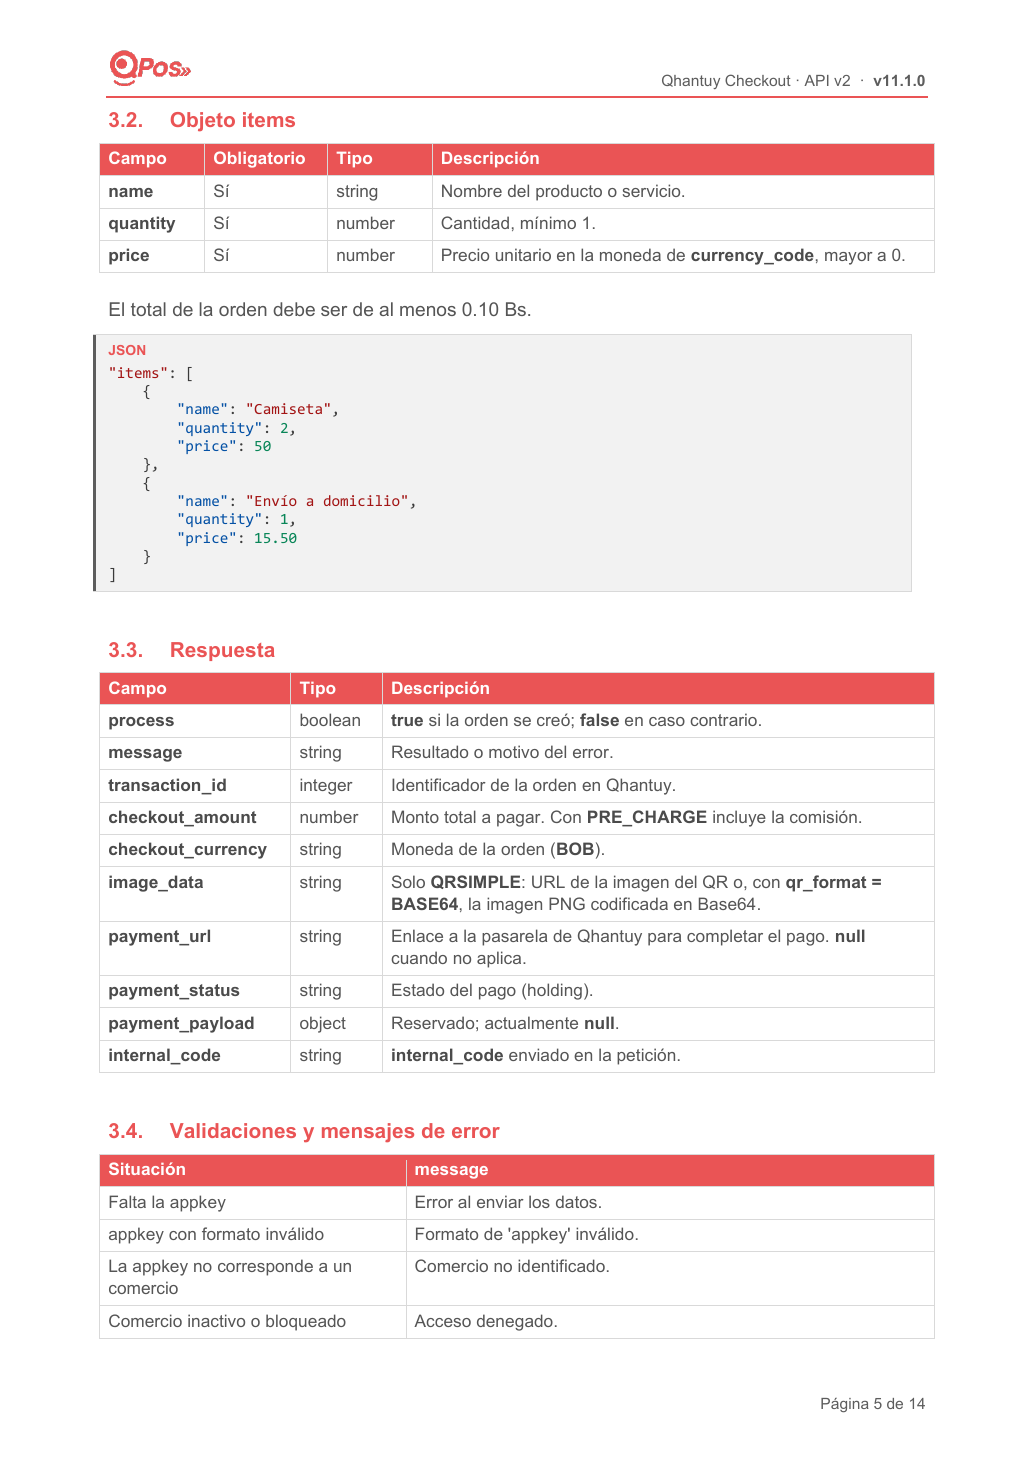 QPos»
Qhantuy Checkout · API v2 · v11.1.0
3.2. Objeto items
Campo Obligatorio Tipo Descripción
name Sí string Nombre del producto o servicio.
quantity Sí number Cantidad, mínimo 1.
price Sí number Precio unitario en la moneda de currency_code, mayor a 0.
El total de la orden debe ser de al menos 0.10 Bs.
JSON
"items": [
    {
        "name": "Camiseta",
        "quantity": 2,
        "price": 50
    },
    {
        "name": "Envío a domicilio",
        "quantity": 1,
        "price": 15.50
    }
]
3.3. Respuesta
Campo Tipo Descripción
process boolean true si la orden se creó; false en caso contrario.
message string Resultado o motivo del error.
transaction_id integer Identificador de la orden en Qhantuy.
checkout_amount number Monto total a pagar. Con PRE_CHARGE incluye la comisión.
checkout_currency string Moneda de la orden (BOB).
image_data string Solo QRSIMPLE: URL de la imagen del QR o, con qr_format =
BASE64, la imagen PNG codificada en Base64.
payment_url string Enlace a la pasarela de Qhantuy para completar el pago. null
cuando no aplica.
payment_status string Estado del pago (holding).
payment_payload object Reservado; actualmente null.
internal_code string internal_code enviado en la petición.
3.4. Validaciones y mensajes de error
Situación message
Falta la appkey Error al enviar los datos.
appkey con formato inválido Formato de 'appkey' inválido.
La appkey no corresponde a un Comercio no identificado.
comercio
Comercio inactivo o bloqueado Acceso denegado.
Página 5 de 14